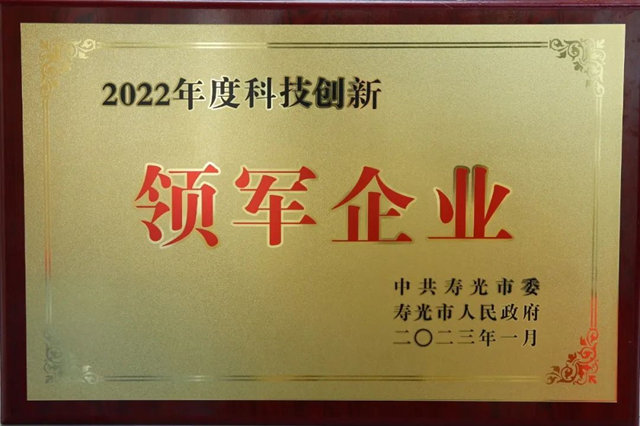 2022年度科技创新
领军企业
中共寿光市委
寿光市人民政府
二〇二三年一月